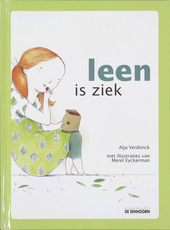 leen
is ziek
Alja Verdonck
met illustraties van
Merel Eyckerman
DE EENHOORN